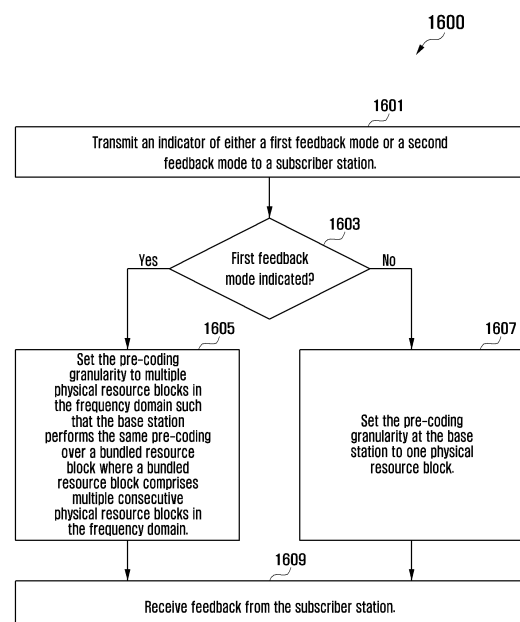 1600
1601
Transmit an indicator of either a first feedback mode or a second
feedback mode to a subscriber station.
1603
First feedback
mode indicated?
Yes
No
1605
Set the pre-coding
granularity to multiple
physical resource blocks in
the frequency domain such
that the base station
performs the same pre-coding
over a bundled resource
block where a bundled
resource block comprises
multiple consecutive
physical resource blocks in
the frequency domain.
1607
Set the pre-coding
granularity at the base
station to one physical
resource block.
1609
Receive feedback from the subscriber station.